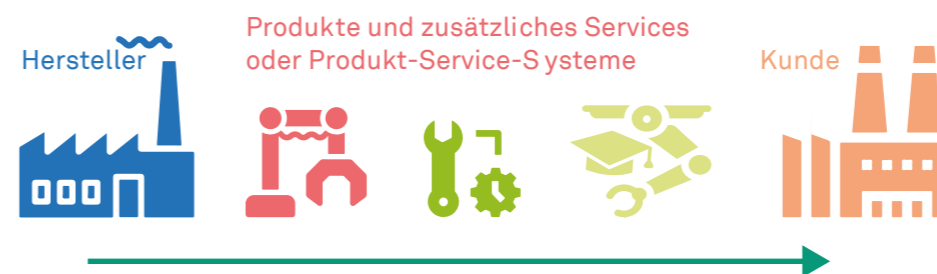 Hersteller
Produkte und zusätzliches Services
oder Produkt-Service-S ysteme
Kunde